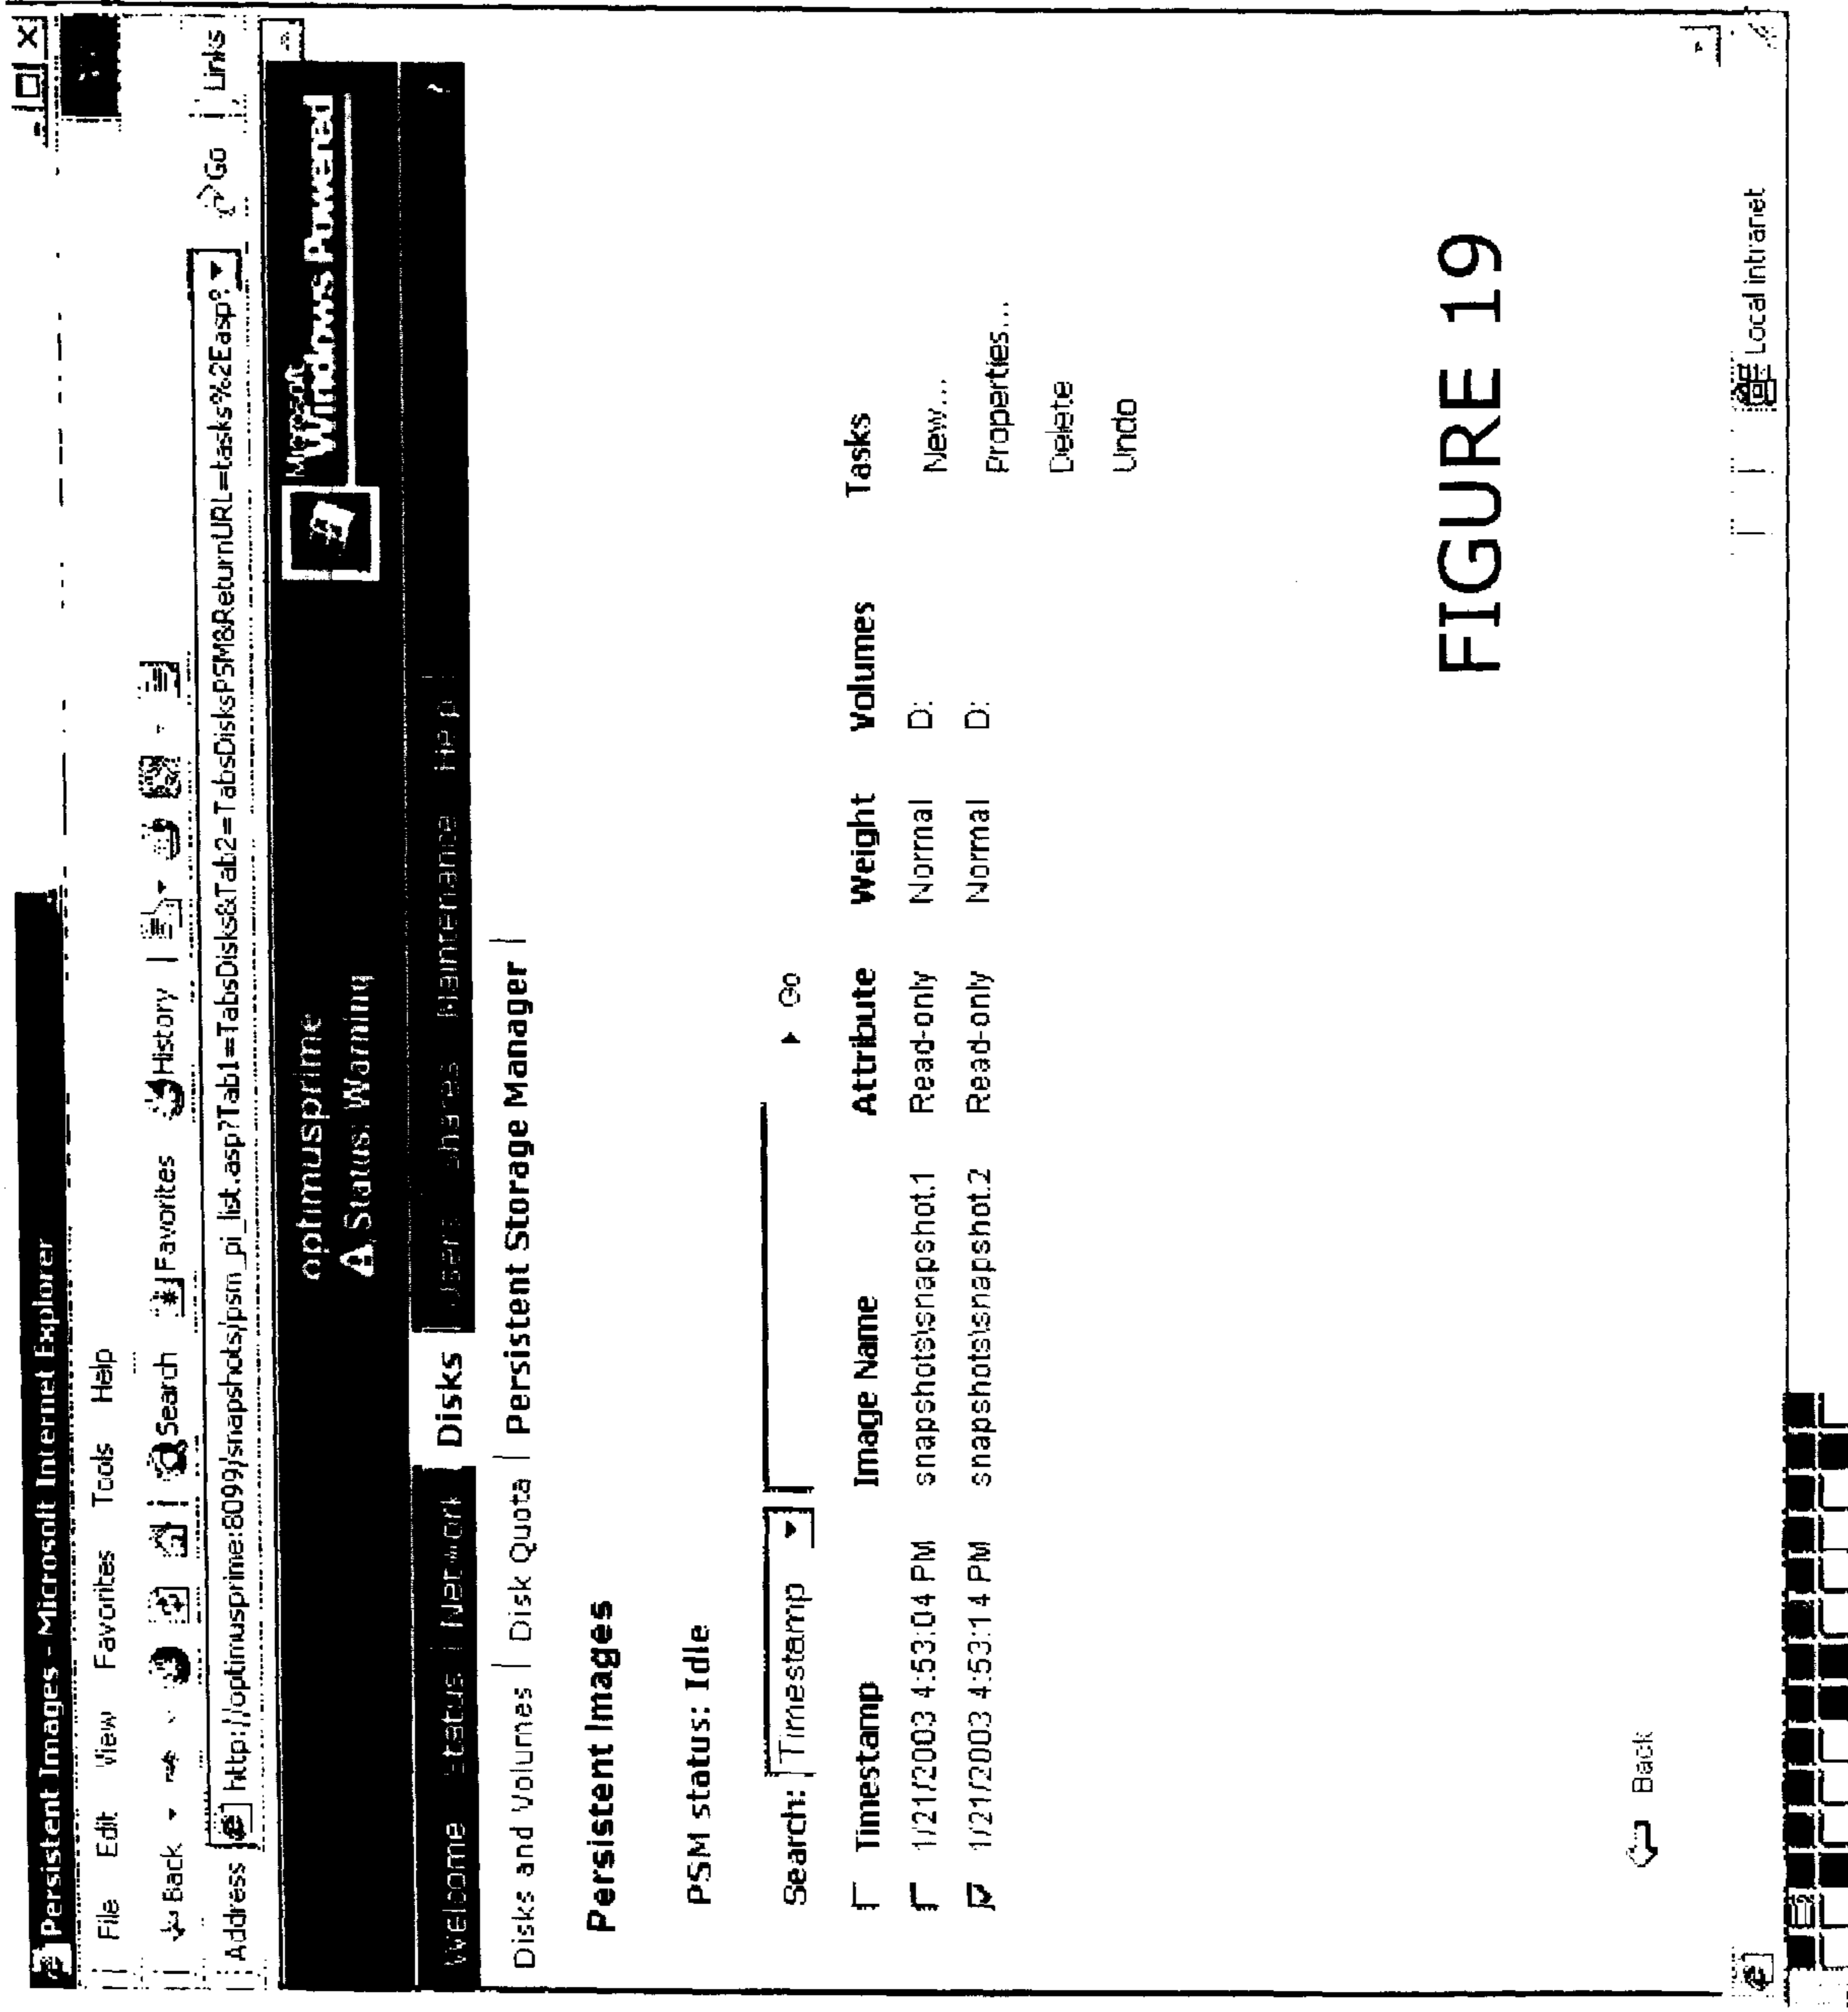 Persistent Images - Microsoft Internet Explorer
File Edit View Favorites Tools Help
Back Search Favorites History
Address http://optimusprime:8099/snapshots/psm_pi_list.asp?Tab1=TabsDisks&Tab2=TabsDisksPSM&ReturnURL=tasks%2Easp? Go Links
optimusprime
Status: Warning
Microsoft
Windows Powered
Welcome Status | Network Disks Users Shares Maintenance Help ?
Disks and Volumes | Disk Quota | Persistent Storage Manager |
Persistent Images
PSM status: Idle
Search: Timestamp Go
Timestamp Image Name Attribute Weight Volumes Tasks
1/21/2003 4:53:04 PM snapshots\snapshot.1 Read-only Normal D: New...
1/21/2003 4:53:14 PM snapshots\snapshot.2 Read-only Normal D: Properties...
Delete
Undo
FIGURE 19
Back
Local intranet